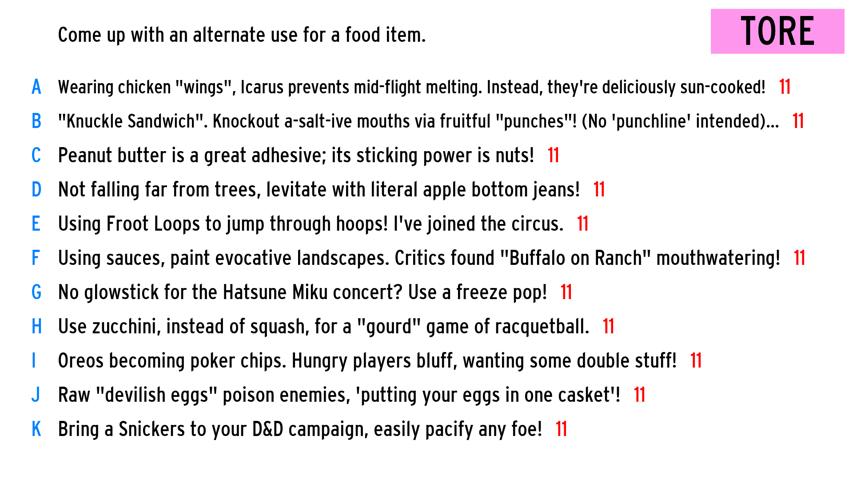 TORE
Come up with an alternate use for a food item.
A Wearing chicken "wings", Icarus prevents mid-flight melting. Instead, they're deliciously sun-cooked! 11
B "Knuckle Sandwich". Knockout a-salt-ive mouths via fruitful "punches"! (No 'punchline' intended)... 11
C Peanut butter is a great adhesive; its sticking power is nuts! 11
D Not falling far from trees, levitate with literal apple bottom jeans! 11
E Using Froot Loops to jump through hoops! I've joined the circus. 11
F Using sauces, paint evocative landscapes. Critics found "Buffalo on Ranch" mouthwatering! 11
G No glowstick for the Hatsune Miku concert? Use a freeze pop! 11
H Use zucchini, instead of squash, for a "gourd" game of racquetball. 11
I Oreos becoming poker chips. Hungry players bluff, wanting some double stuff! 11
J Raw "devilish eggs" poison enemies, 'putting your eggs in one casket'! 11
K Bring a Snickers to your D&D campaign, easily pacify any foe! 11